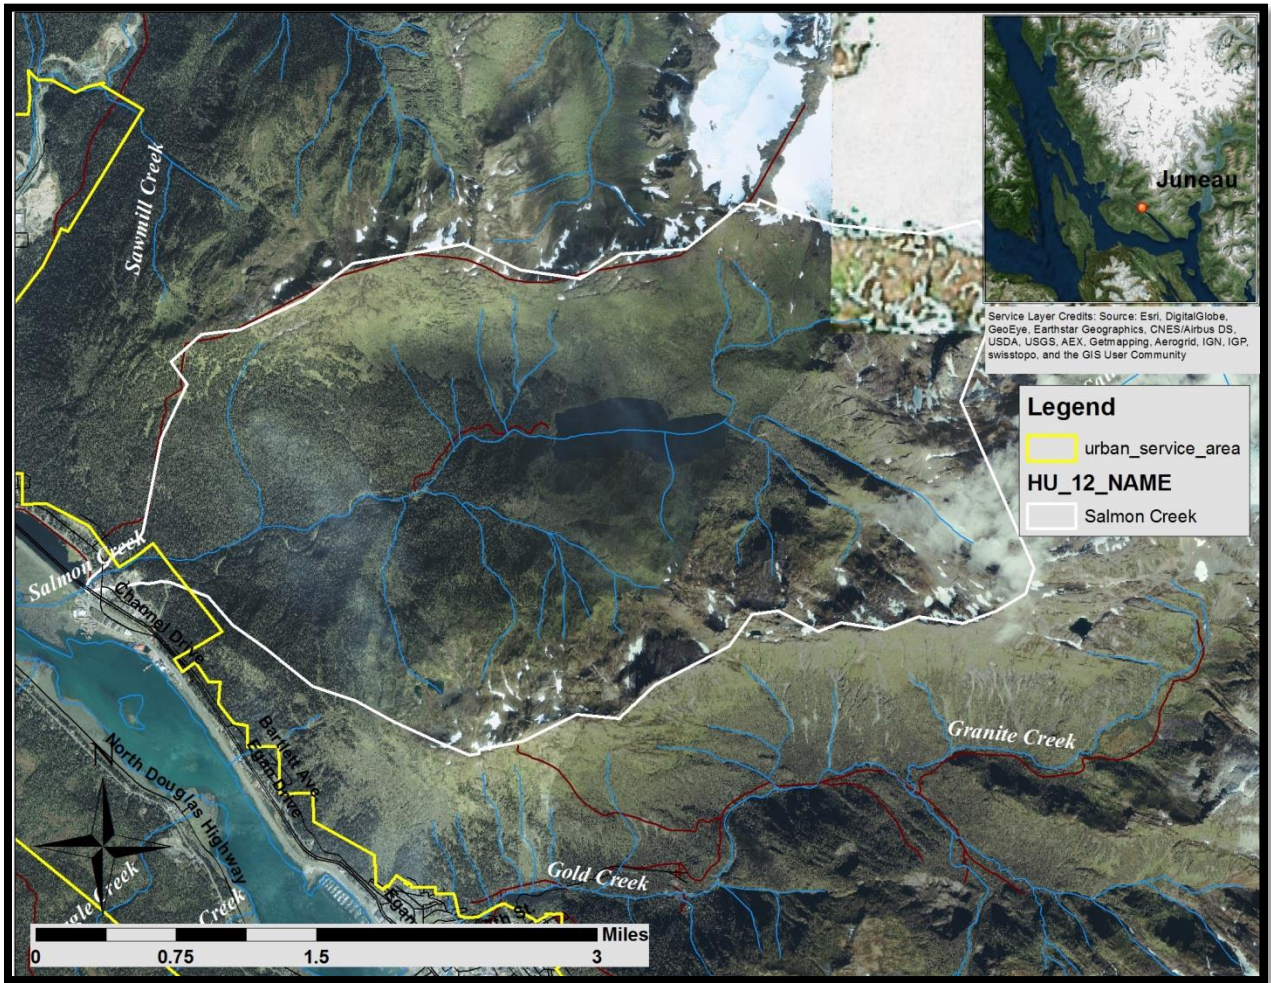 Juneau
Service Layer Credits: Source: Esri, DigitalGlobe,
GeoEye, Earthstar Geographics, CNES/Airbus DS,
USDA, USGS, AEX, Getmapping, Aerogrid, IGN, IGP,
swisstopo, and the GIS User Community
Legend
urban_service_area
HU_12_NAME
Salmon Creek
Sawmill Creek
Salmon Creek
Channel Drive
Bartlett Ave
Egan Drive
North Douglas Highway
N
Granite Creek
Gold Creek
Creek
Creek
Egan
Miles
0 0.75 1.5 3